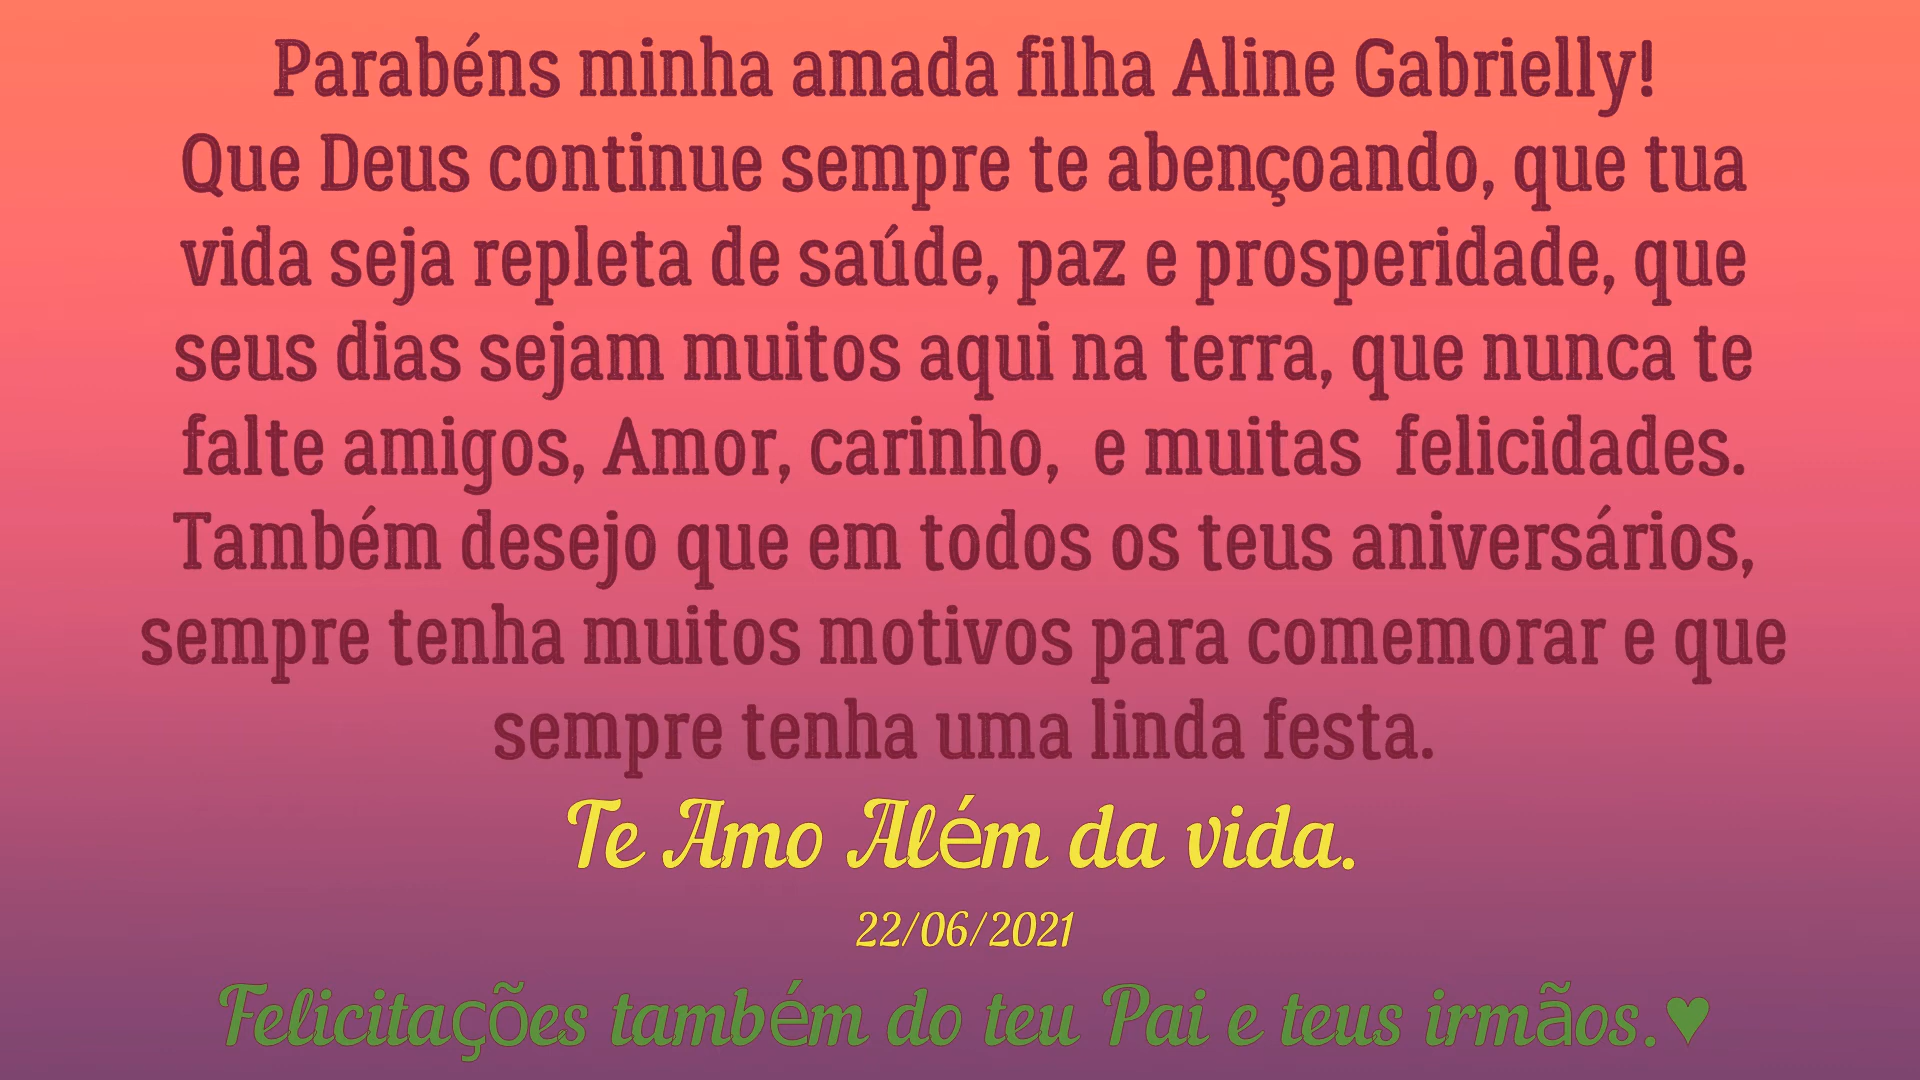 Parabéns minha amada filha Aline Gabrielly!
Que Deus continue sempre te abençoando, que tua
vida seja repleta de saúde, paz e prosperidade, que
seus dias sejam muitos aqui na terra, que nunca te
falte amigos, Amor, carinho,  e muitas  felicidades.
Também desejo que em todos os teus aniversários,
sempre tenha muitos motivos para comemorar e que
sempre tenha uma linda festa.
Te Amo Além da vida.
22/06/2021
Felicitações também do teu Pai e teus irmãos.♥